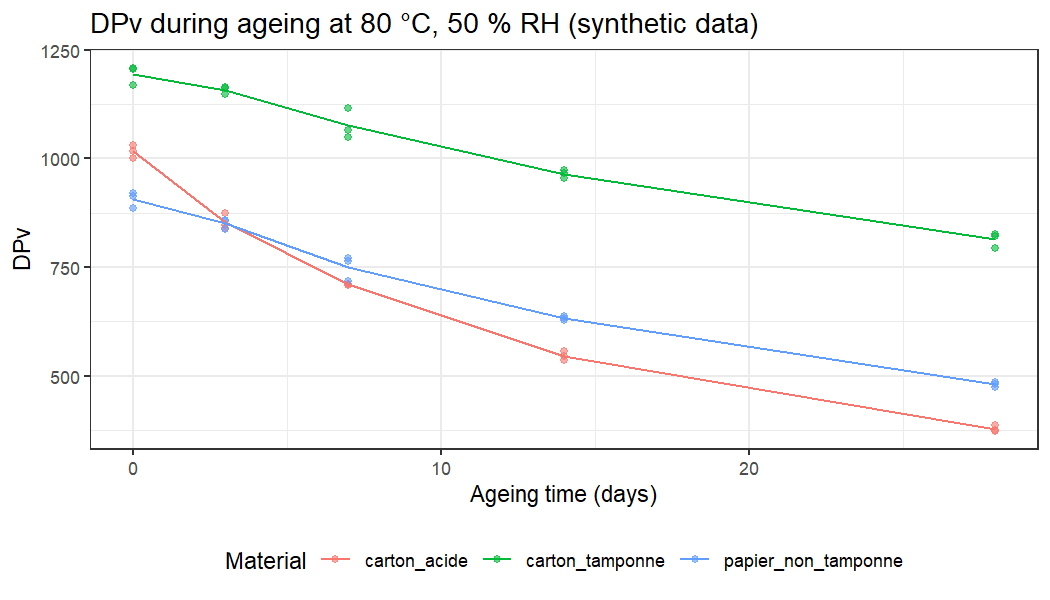 DPv during ageing at 80 °C, 50 % RH (synthetic data)
DPv
1250
1000
750
500
0 10 20
Ageing time (days)
Material carton_acide carton_tamponne papier_non_tamponne